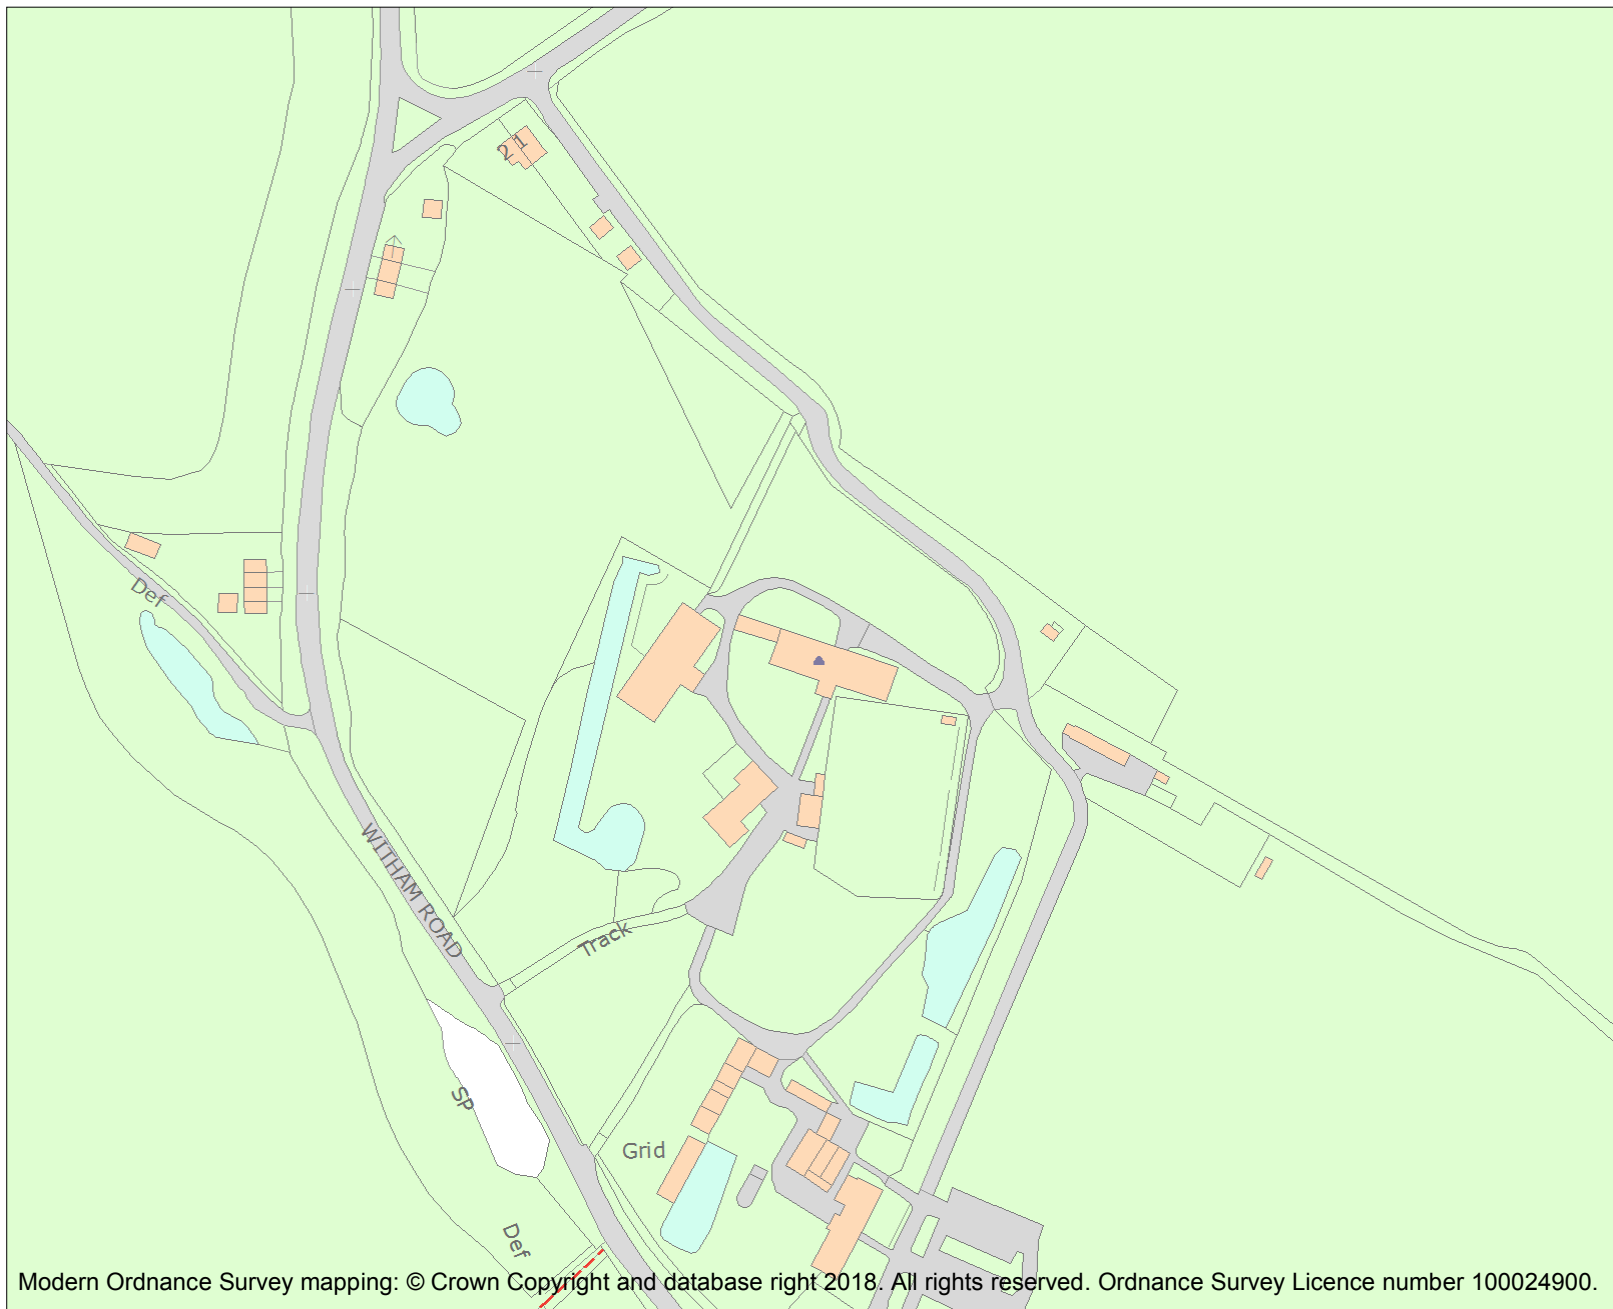 2 1
Def
WITHAM ROAD
Track
SP
Grid
Def
Modern Ordnance Survey mapping: © Crown Copyright and database right 2018. All rights reserved. Ordnance Survey Licence number 100024900.